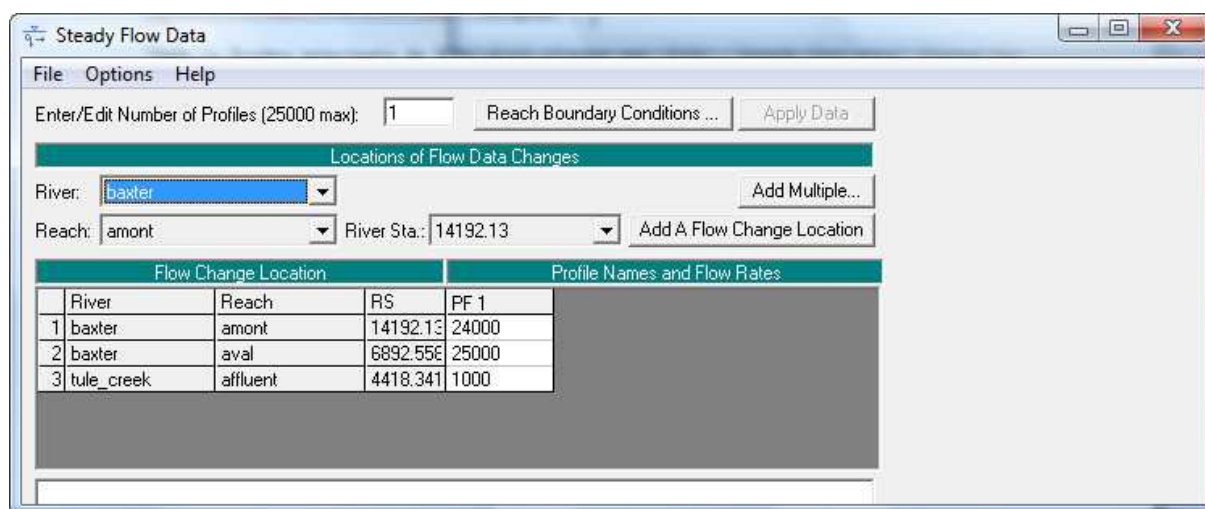 Steady Flow Data
File Options Help
Enter/Edit Number of Profiles (25000 max): 1 Reach Boundary Conditions ... Apply Data
Locations of Flow Data Changes
River: baxter Add Multiple...
Reach: amont River Sta.: 14192.13 Add A Flow Change Location
Flow Change Location Profile Names and Flow Rates
River Reach RS PF 1
1 baxter amont 14192.13 24000
2 baxter aval 6892.558 25000
3 tule_creek affluent 4418.341 1000